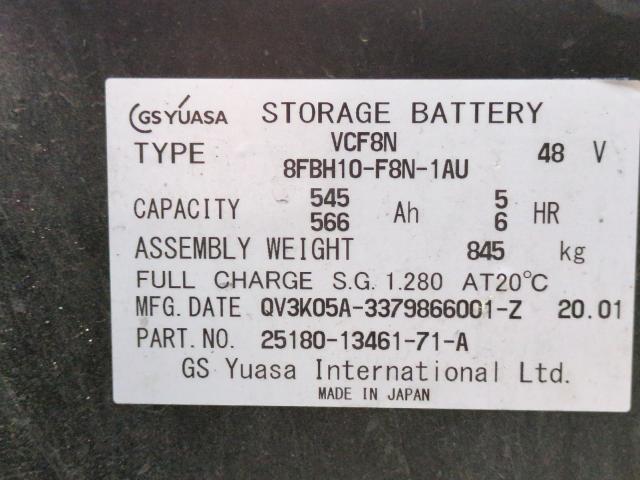 GS YUASA STORAGE BATTERY
TYPE VCF8N 48 V
8FBH10-F8N-1AU
CAPACITY 545 Ah 5 HR
566 6
ASSEMBLY WEIGHT 845 kg
FULL CHARGE S.G. 1.280 AT20℃
MFG. DATE QV3K05A-3379866001-Z 20.01
PART. NO. 25180-13461-71-A
GS Yuasa International Ltd.
MADE IN JAPAN